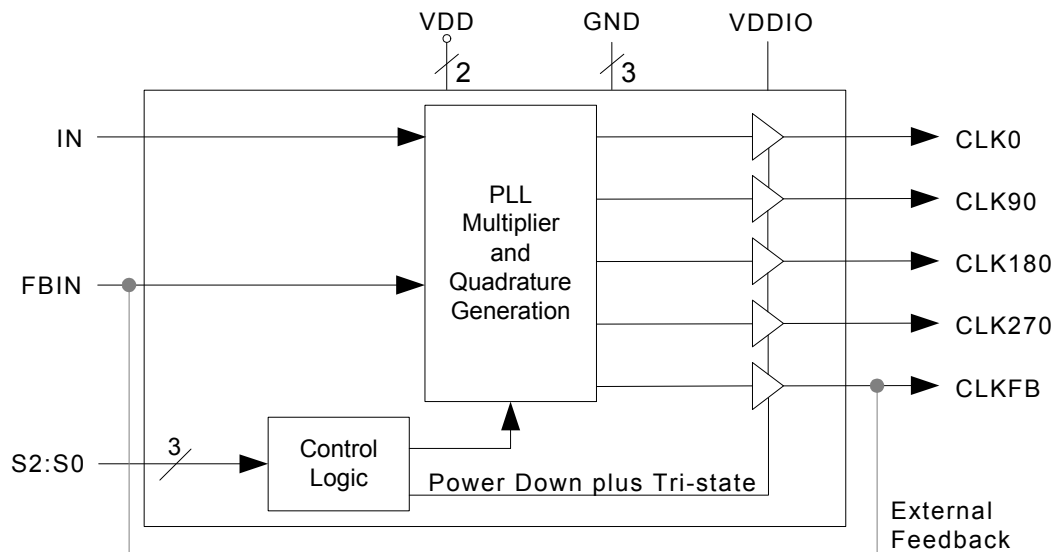 VDD
GND
VDDIO
2
3
IN
CLK0
PLL
Multiplier
and
Quadrature
Generation
CLK90
CLK180
FBIN
CLK270
CLKFB
3
S2:S0
Control
Logic
Power Down plus Tri-state
External
Feedback